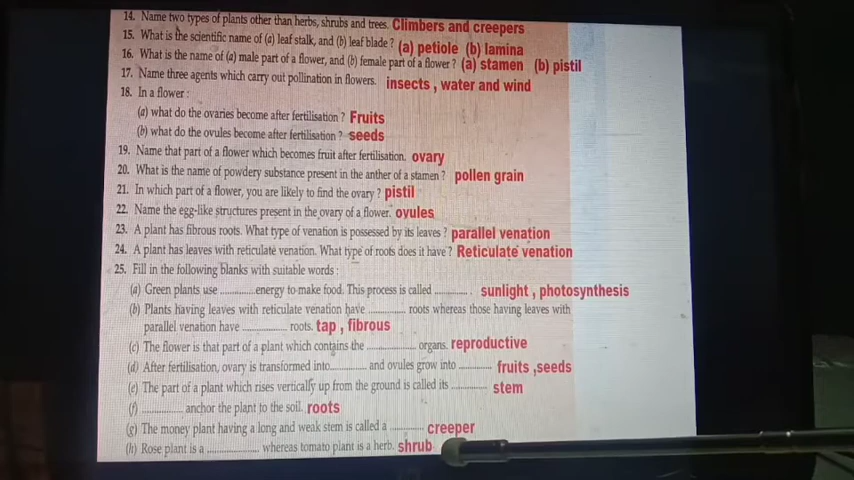 14. Name two types of plants other than herbs, shrubs and trees. Climbers and creepers
15. What is the scientific name of (a) leaf stalk, and (b) leaf blade ? (a) petiole (b) lamina
16. What is the name of (a) male part of a flower, and (b) female part of a flower ? (a) stamen (b) pistil
17. Name three agents which carry out pollination in flowers. insects , water and wind
18. In a flower :
(a) what do the ovaries become after fertilisation ? Fruits
(b) what do the ovules become after fertilisation ? seeds
19. Name that part of a flower which becomes fruit after fertilisation. ovary
20. What is the name of powdery substance present in the anther of a stamen ? pollen grain
21. In which part of a flower, you are likely to find the ovary ? pistil
22. Name the egg-like structures present in the ovary of a flower. ovules
23. A plant has fibrous roots. What type of venation is possessed by its leaves ? parallel venation
24. A plant has leaves with reticulate venation. What type of roots does it have ? Reticulate venation
25. Fill in the following blanks with suitable words :
(a) Green plants use ............energy to make food. This process is called ............ . sunlight , photosynthesis
(b) Plants having leaves with reticulate venation have ............ roots whereas those having leaves with
parallel venation have ............ roots. tap , fibrous
(c) The flower is that part of a plant which contains the ............ organs. reproductive
(d) After fertilisation, ovary is transformed into............ and ovules grow into ............ fruits ,seeds
(e) The part of a plant which rises vertically up from the ground is called its ............ stem
(f) ............ anchor the plant to the soil. roots
(g) The money plant having a long and weak stem is called a ............ creeper
(h) Rose plant is a ............ whereas tomato plant is a herb. shrub